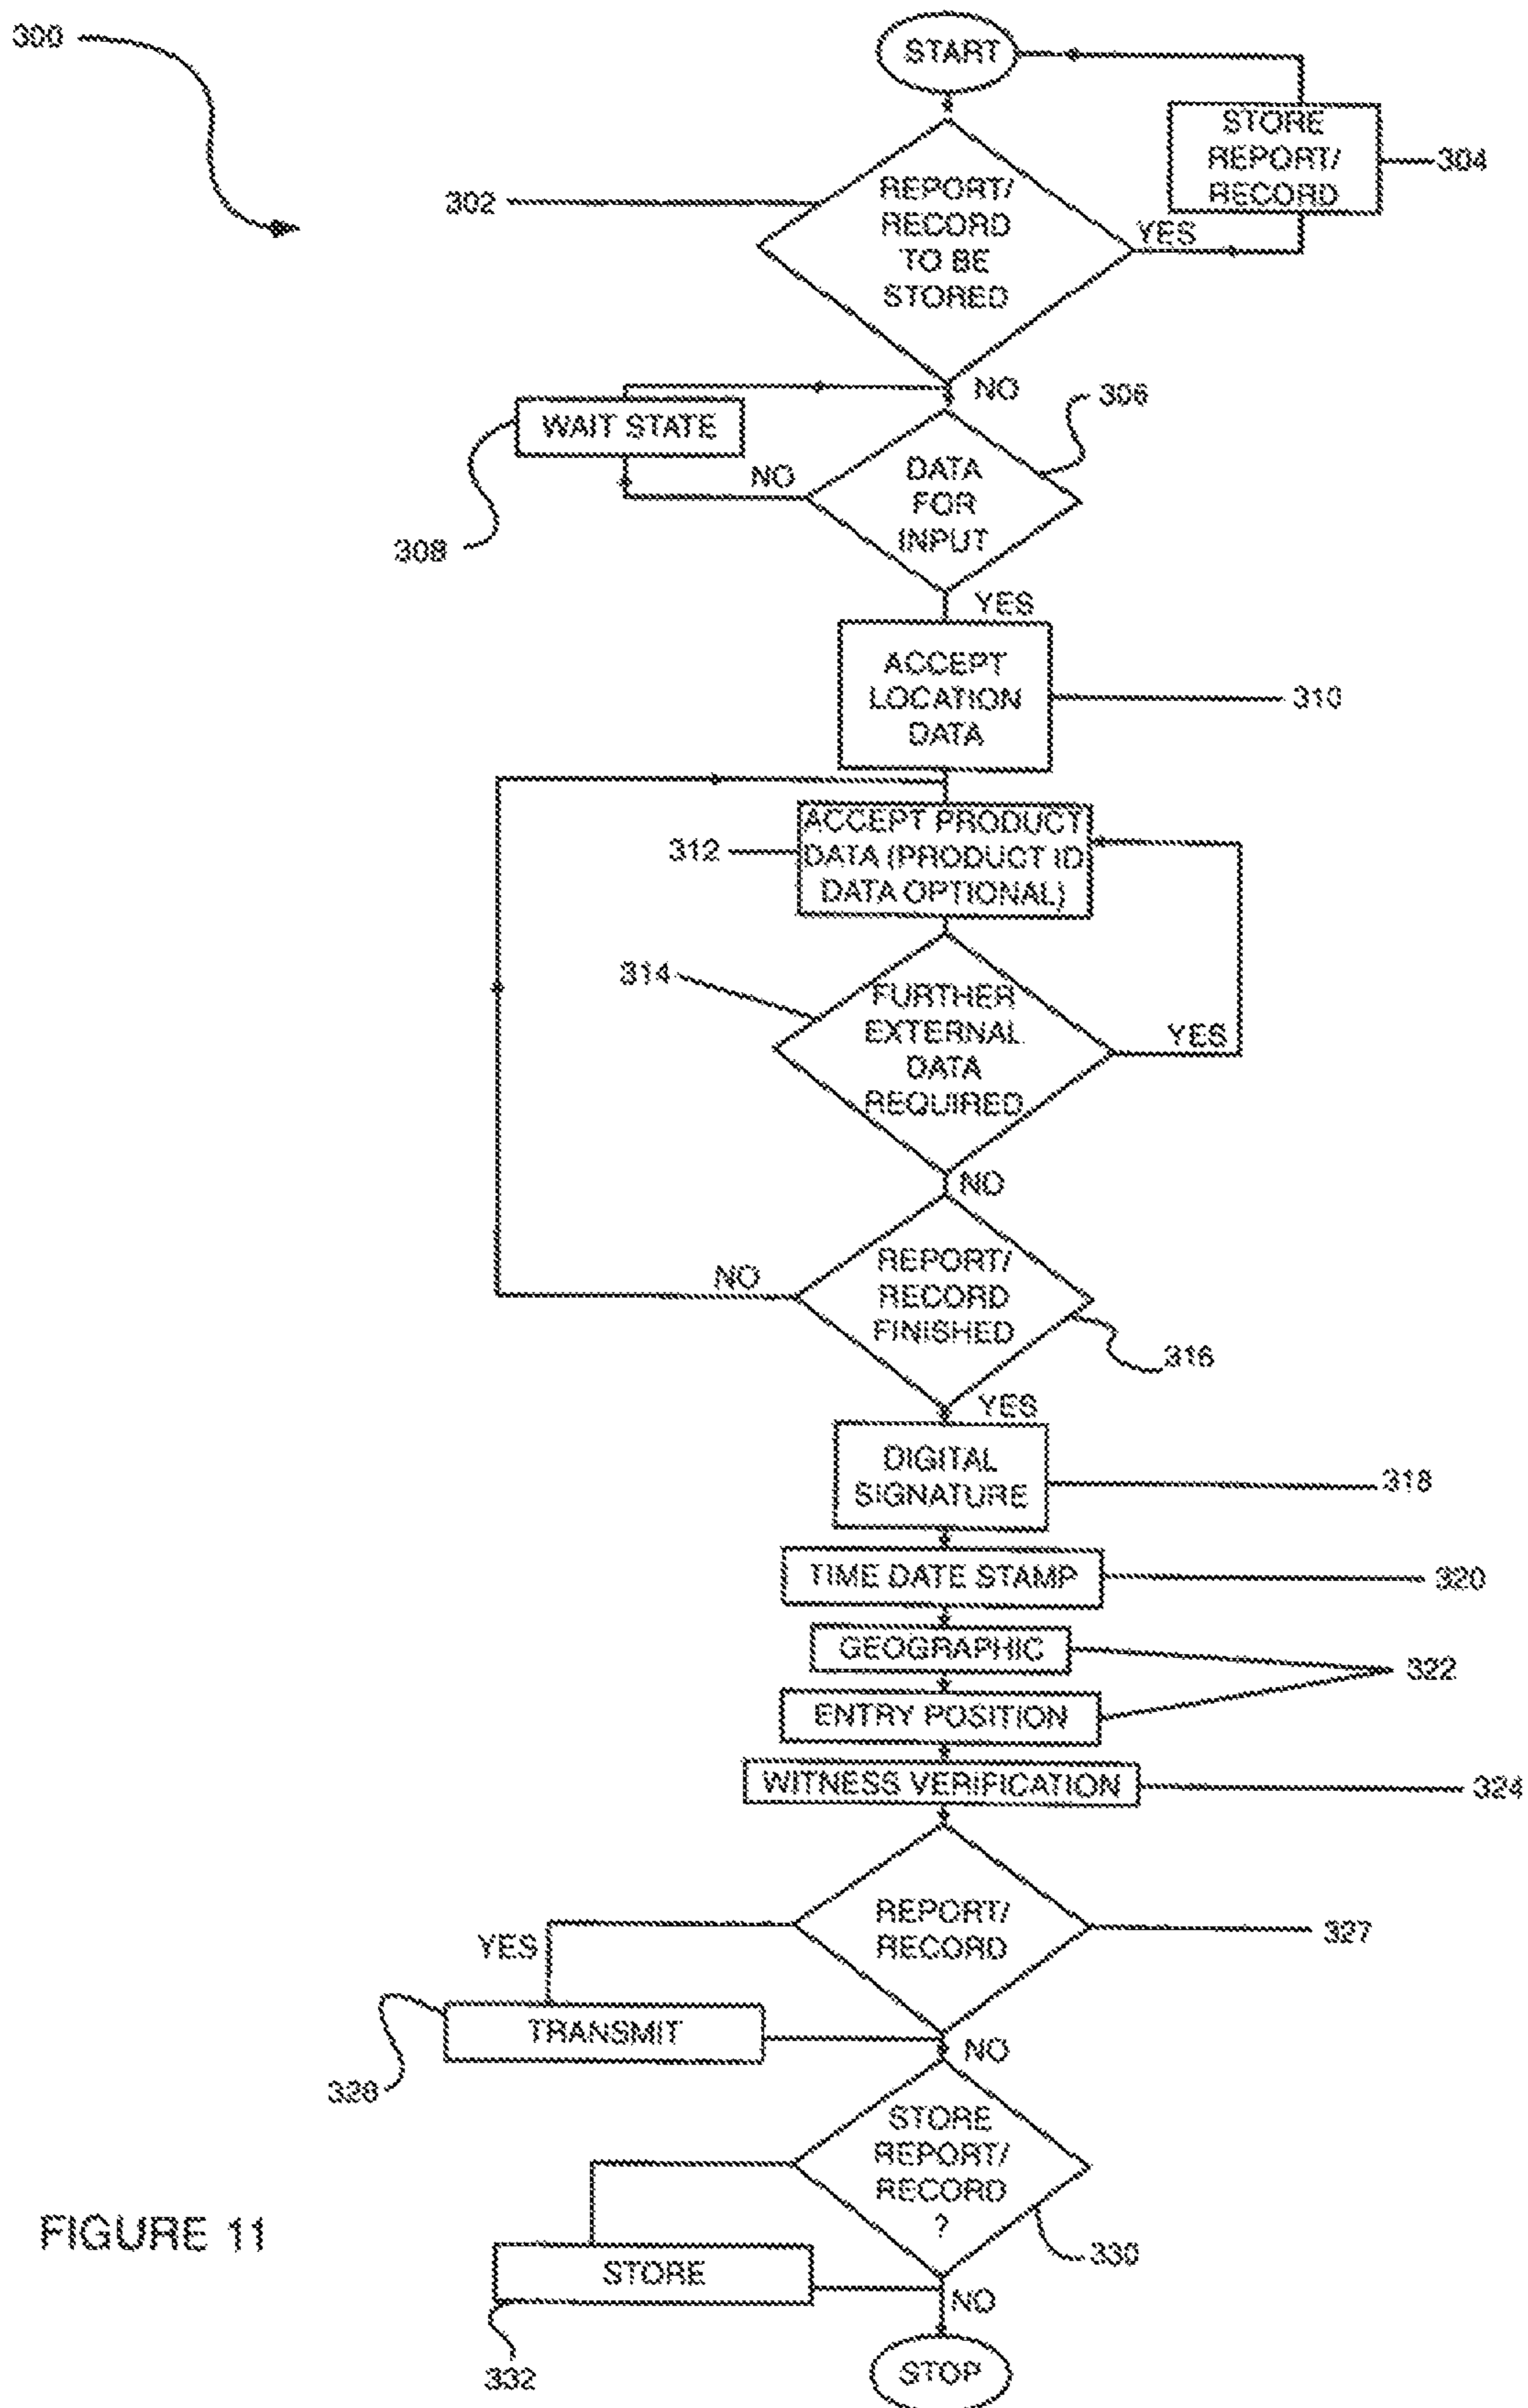 300
START
STORE
REPORT/
RECORD
304
302
REPORT/
RECORD
TO BE
STORED
YES
NO
306
WAIT STATE
NO
DATA
FOR
INPUT
308
YES
ACCEPT
LOCATION
DATA
310
312
ACCEPT PRODUCT
DATA (PRODUCT ID
DATA OPTIONAL)
314
FURTHER
EXTERNAL
DATA
REQUIRED
YES
NO
NO
REPORT/
RECORD
FINISHED
316
YES
DIGITAL
SIGNATURE
318
TIME DATE STAMP
320
GEOGRAPHIC
322
ENTRY POSITION
WITNESS VERIFICATION
324
REPORT/
RECORD
327
YES
TRANSMIT
NO
328
STORE
REPORT/
RECORD
?
330
FIGURE 11
STORE
NO
332
STOP